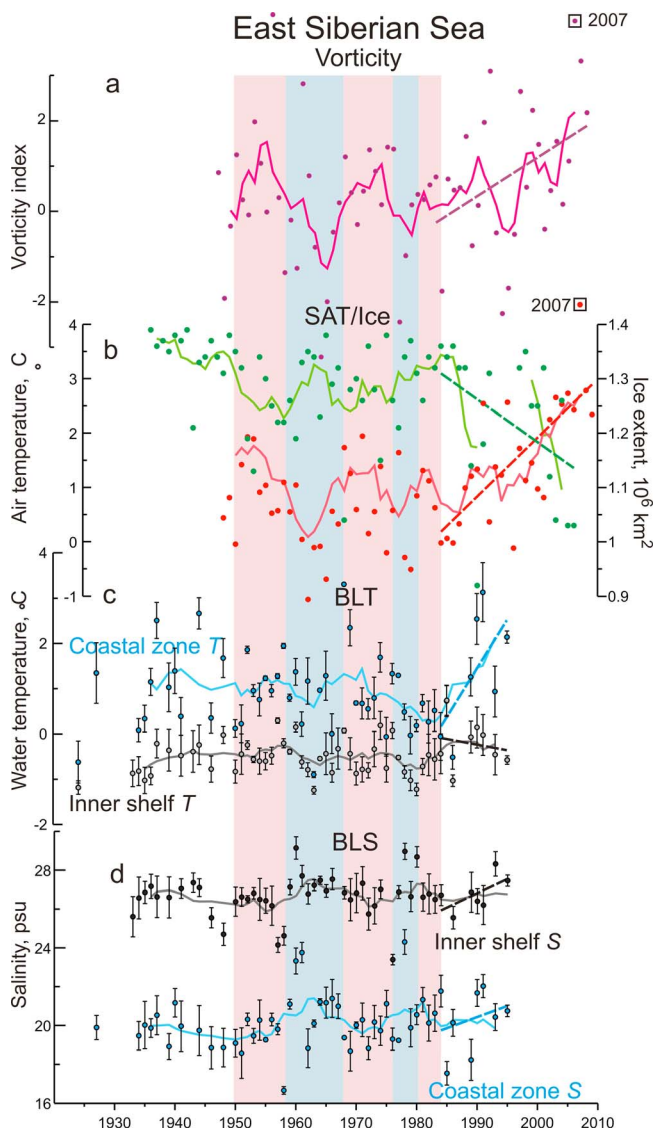 East Siberian Sea
2007
Vorticity
a
Vorticity index
2
0
-2
SAT/Ice
2007
b
Air temperature, °C
4
3
2
1
0
-1
Ice extent, 10⁶ km²
1.4
1.3
1.2
1.1
1
0.9
BLT
c
Water temperature, °C
4
2
0
-2
Coastal zone T
Inner shelf T
BLS
d
Salinity, psu
28
24
20
16
Inner shelf S
Coastal zone S
1930 1940 1950 1960 1970 1980 1990 2000 2010